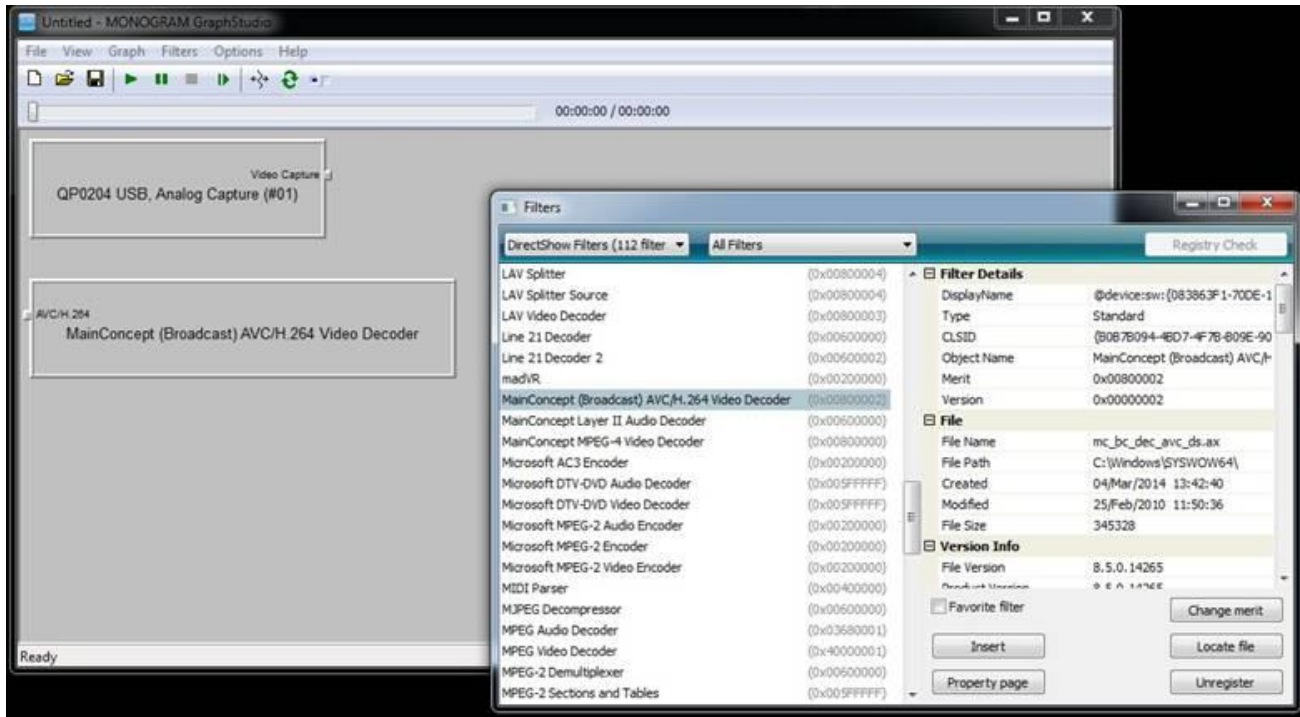 Untitled - MONOGRAM GraphStudio
File View Graph Filters Options Help
00:00:00 / 00:00:00
Video Capture
QP0204 USB, Analog Capture (#01)
AVC/H.264
MainConcept (Broadcast) AVC/H.264 Video Decoder
Ready
Filters
DirectShow Filters (112 filter
All Filters
Registry Check
LAV Splitter (0x00800004)
LAV Splitter Source (0x00800004)
LAV Video Decoder (0x00800003)
Line 21 Decoder (0x00600000)
Line 21 Decoder 2 (0x00600002)
madVR (0x00200000)
MainConcept (Broadcast) AVC/H.264 Video Decoder (0x00800002)
MainConcept Layer II Audio Decoder (0x00600000)
MainConcept MPEG-4 Video Decoder (0x00800000)
Microsoft AC3 Encoder (0x00200000)
Microsoft DTV-DVD Audio Decoder (0x005FFFFF)
Microsoft DTV-DVD Video Decoder (0x005FFFFF)
Microsoft MPEG-2 Audio Encoder (0x00200000)
Microsoft MPEG-2 Encoder (0x00200000)
Microsoft MPEG-2 Video Encoder (0x00200000)
MIDI Parser (0x00400000)
MJPEG Decompressor (0x00600000)
MPEG Audio Decoder (0x03680001)
MPEG Video Decoder (0x40000001)
MPEG-2 Demultiplexer (0x00600000)
MPEG-2 Sections and Tables (0x005FFFFF)
Filter Details
DisplayName @device:sw:{083863F1-70DE-1
Type Standard
CLSID {B0B7B094-4BD7-4F7B-B09E-90
Object Name MainConcept (Broadcast) AVC/H
Merit 0x00800002
Version 0x00000002
File
File Name mc_bc_dec_avc_ds.ax
File Path C:\Windows\SYSWOW64\
Created 04/Mar/2014 13:42:40
Modified 25/Feb/2010 11:50:36
File Size 345328
Version Info
File Version 8.5.0.14265
Product Version 8.5.0.14265
Favorite filter
Change merit
Insert
Locate file
Property page
Unregister